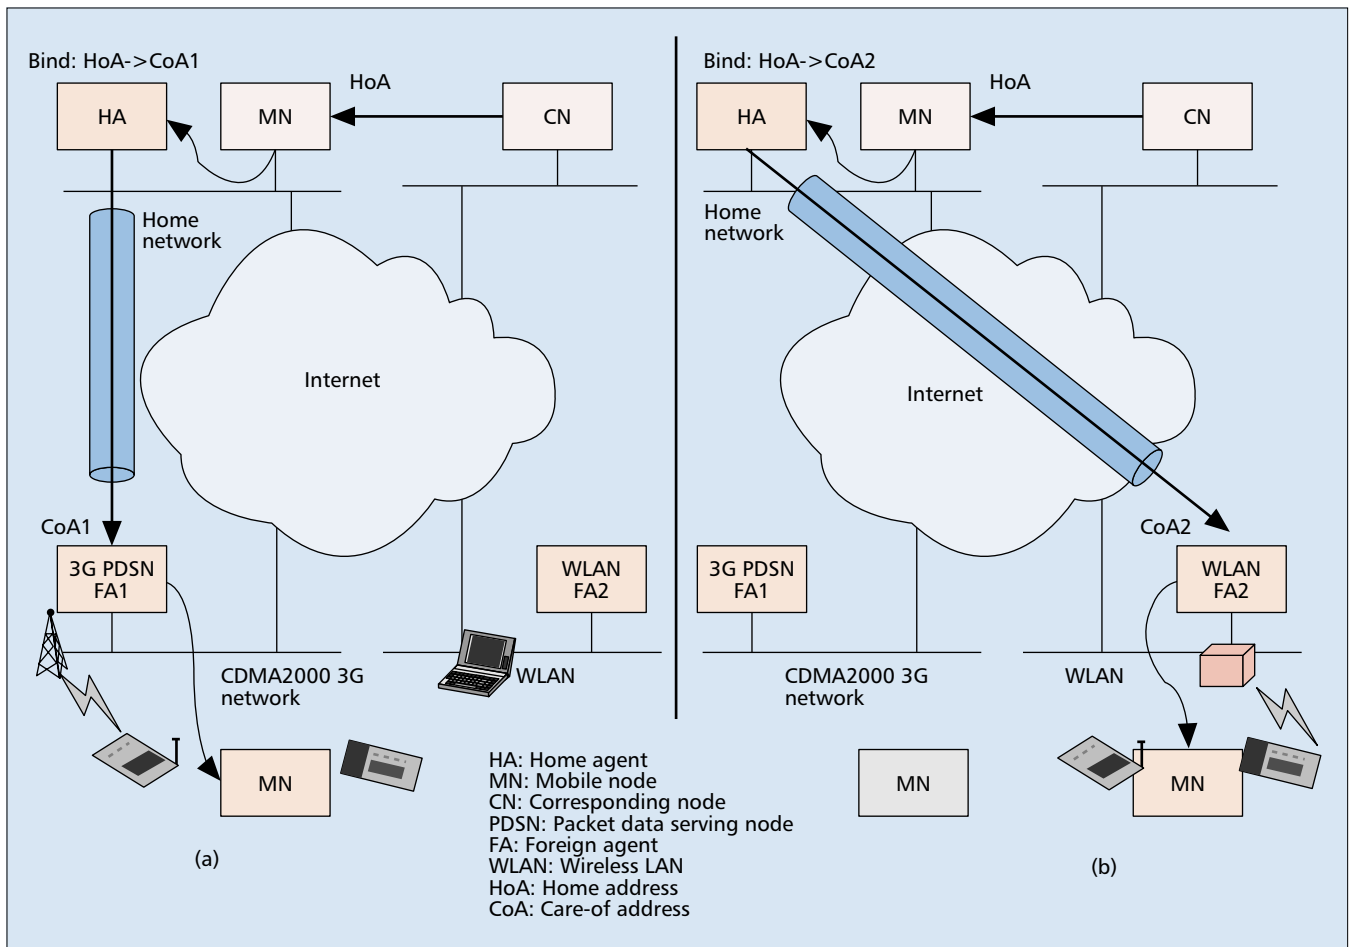 Bind: HoA->CoA1
HoA
HA
MN
CN
Home
network
Internet
CoA1
3G PDSN
FA1
WLAN
FA2
CDMA2000 3G
network
WLAN
MN
(a)
Bind: HoA->CoA2
HoA
HA
MN
CN
Home
network
Internet
CoA2
3G PDSN
FA1
WLAN
FA2
CDMA2000 3G
network
WLAN
MN
MN
(b)
HA: Home agent
MN: Mobile node
CN: Corresponding node
PDSN: Packet data serving node
FA: Foreign agent
WLAN: Wireless LAN
HoA: Home address
CoA: Care-of address